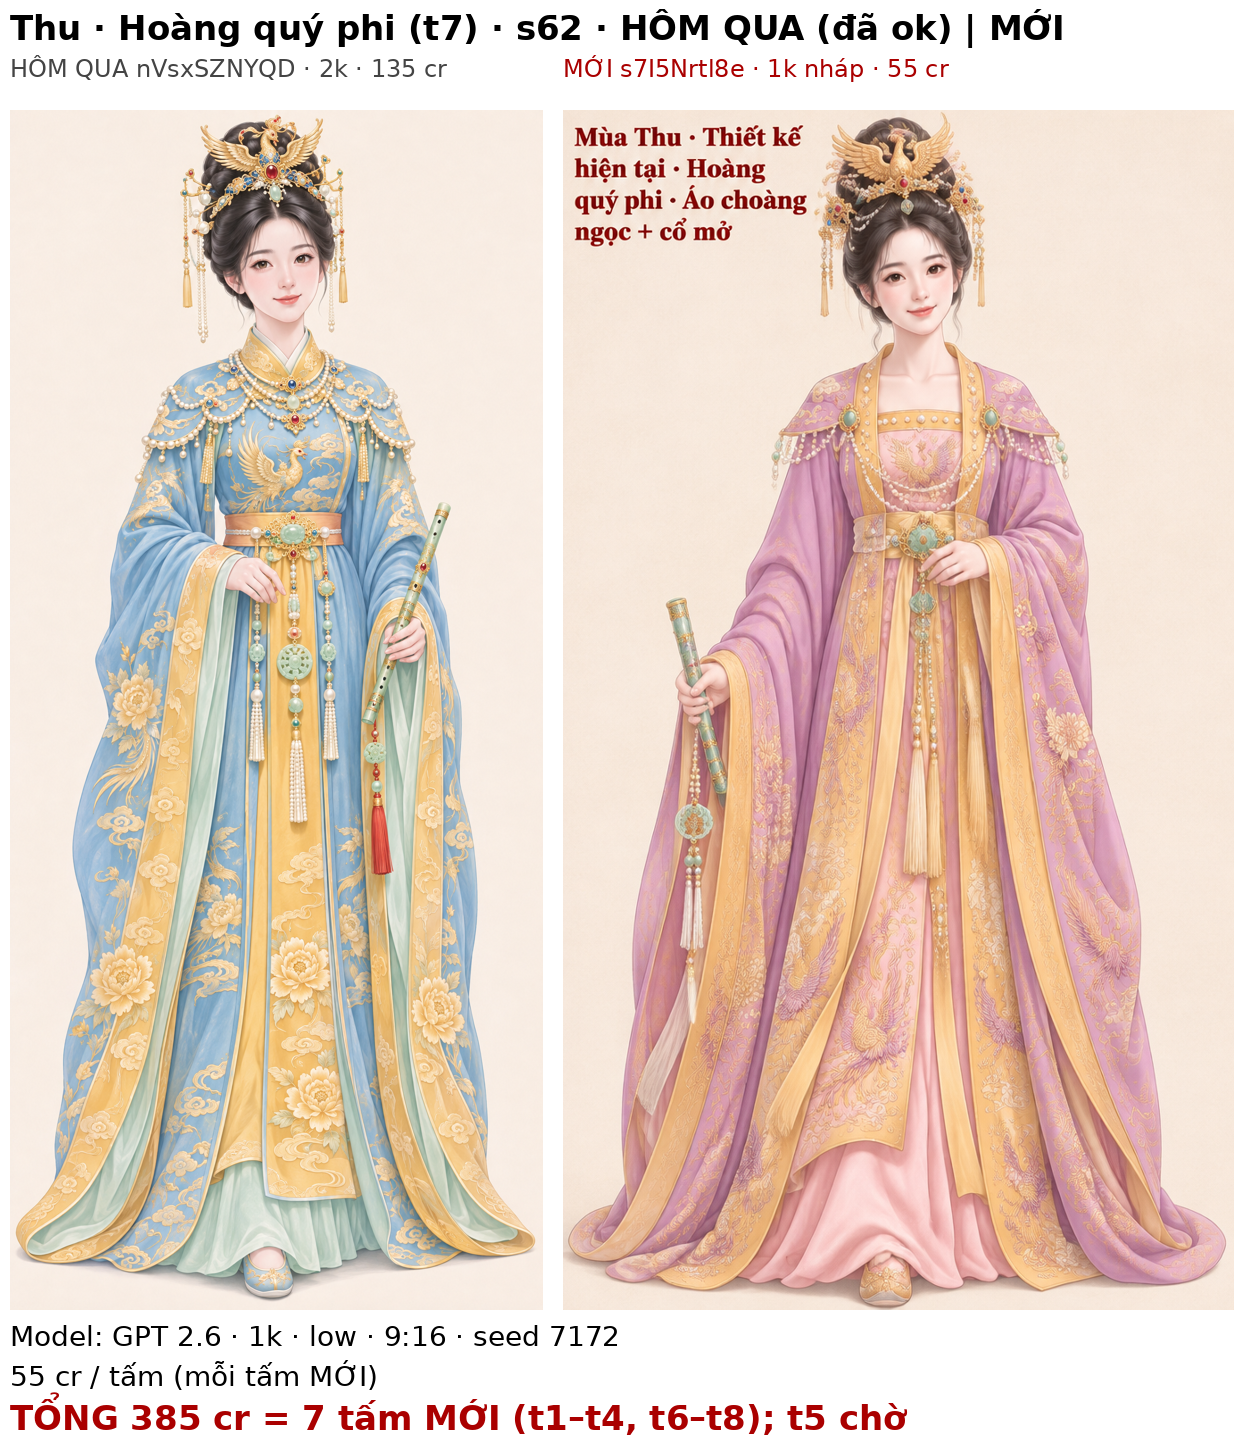 Thu · Hoàng quý phi (t7) · s62 · HÔM QUA (đã ok) | MỚI
HÔM QUA nVsxSZNYQD · 2k · 135 cr
MỚI s7I5NrtI8e · 1k nháp · 55 cr
Mùa Thu · Thiết kế
hiện tại · Hoàng
quý phi · Áo choàng
ngọc + cổ mở
Model: GPT 2.6 · 1k · low · 9:16 · seed 7172
55 cr / tấm (mỗi tấm MỚI)
TỔNG 385 cr = 7 tấm MỚI (t1–t4, t6–t8); t5 chờ